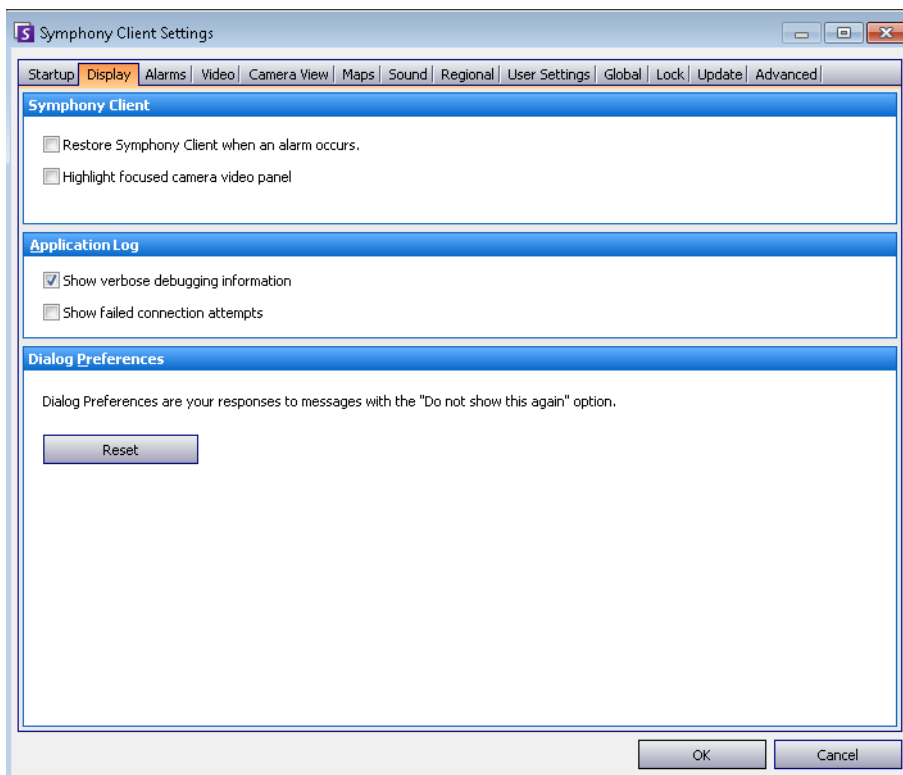 Symphony Client Settings
Startup Display Alarms Video Camera View Maps Sound Regional User Settings Global Lock Update Advanced
Symphony Client
Restore Symphony Client when an alarm occurs.
Highlight focused camera video panel
Application Log
Show verbose debugging information
Show failed connection attempts
Dialog Preferences
Dialog Preferences are your responses to messages with the "Do not show this again" option.
Reset
OK Cancel